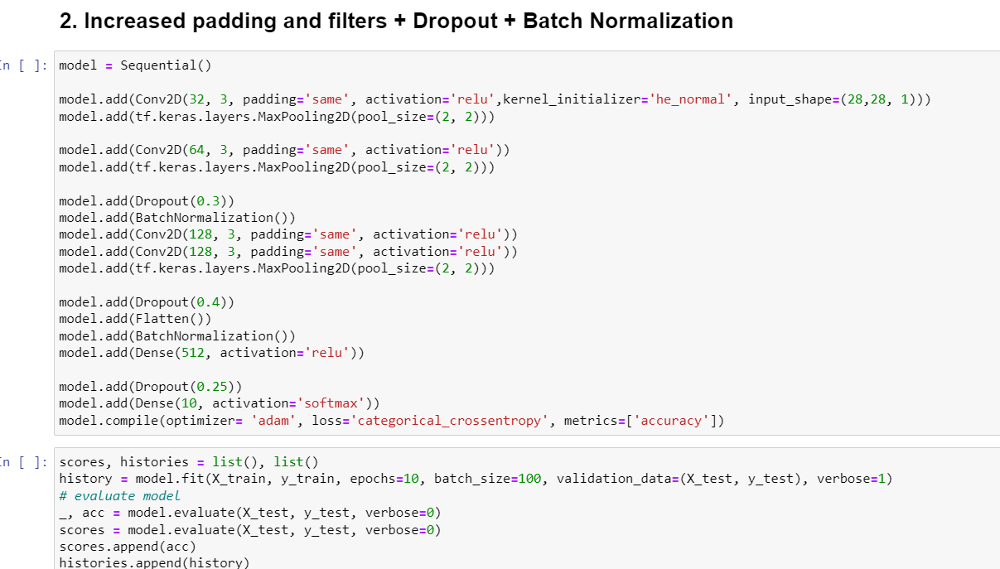 2. Increased padding and filters + Dropout + Batch Normalization
In [ ]:
model = Sequential()
model.add(Conv2D(32, 3, padding='same', activation='relu',kernel_initializer='he_normal', input_shape=(28,28, 1)))
model.add(tf.keras.layers.MaxPooling2D(pool_size=(2, 2)))
model.add(Conv2D(64, 3, padding='same', activation='relu'))
model.add(tf.keras.layers.MaxPooling2D(pool_size=(2, 2)))
model.add(Dropout(0.3))
model.add(BatchNormalization())
model.add(Conv2D(128, 3, padding='same', activation='relu'))
model.add(Conv2D(128, 3, padding='same', activation='relu'))
model.add(tf.keras.layers.MaxPooling2D(pool_size=(2, 2)))
model.add(Dropout(0.4))
model.add(Flatten())
model.add(BatchNormalization())
model.add(Dense(512, activation='relu'))
model.add(Dropout(0.25))
model.add(Dense(10, activation='softmax'))
model.compile(optimizer= 'adam', loss='categorical_crossentropy', metrics=['accuracy'])
In [ ]:
scores, histories = list(), list()
history = model.fit(X_train, y_train, epochs=10, batch_size=100, validation_data=(X_test, y_test), verbose=1)
# evaluate model
_, acc = model.evaluate(X_test, y_test, verbose=0)
scores = model.evaluate(X_test, y_test, verbose=0)
scores.append(acc)
histories.append(history)